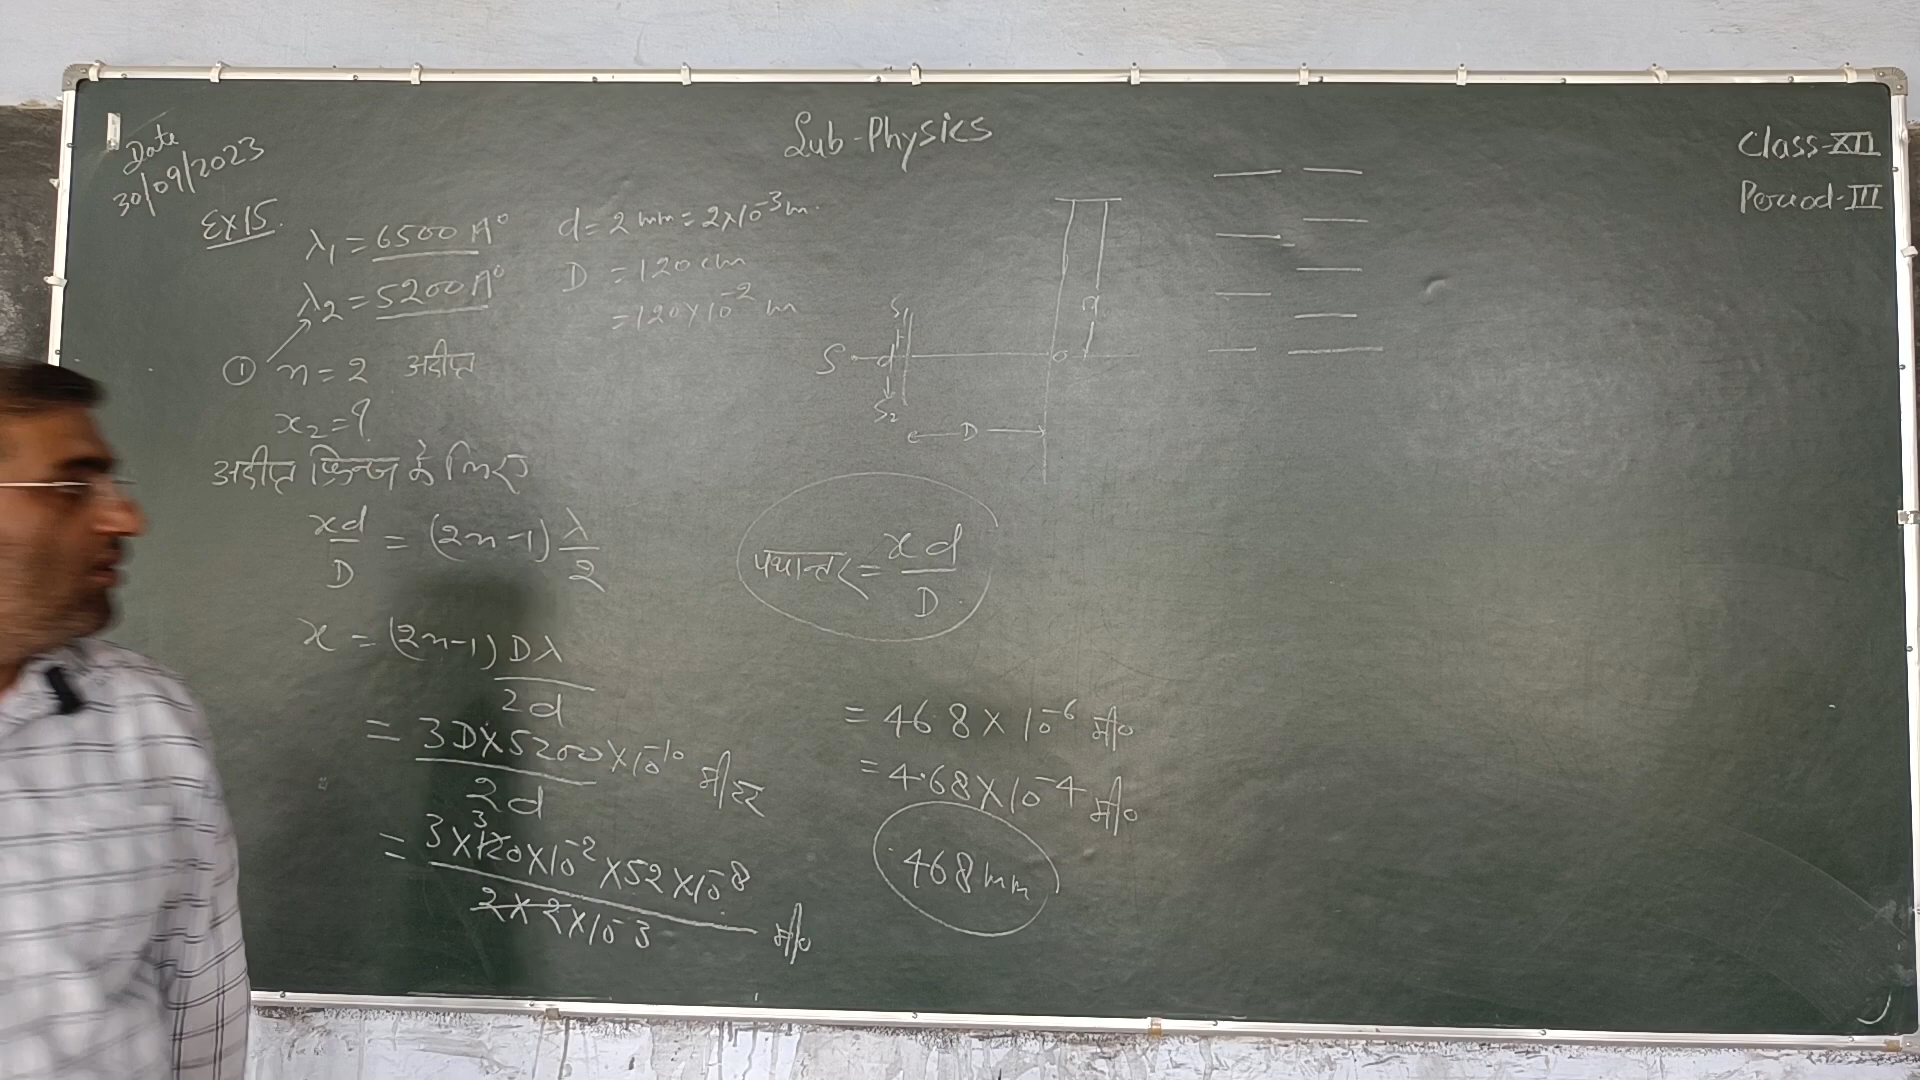 Date
30/09/2023
Sub-Physics
Class-XII
Period-III
Ex 15.
λ₁ = 6500 A°
d = 2 mm = 2×10⁻³ m.
λ₂ = 5200 A°
D = 120 cm
= 120×10⁻² m
① n = 2 अदीप्त
x₂ = ?
S
S₁
d
S₂
D
O
x
अदीप्त फ्रिन्ज के लिए
xd/D = (2n-1) λ/2
पथान्तर = xd/D
x = (2n-1) Dλ/2d
= 3D×5200×10⁻¹⁰/2d मीटर
= 3×120×10⁻²×52×10⁻⁸/2×2×10⁻³ मी०
3
= 468×10⁻⁶ मी०
= 4.68×10⁻⁴ मी०
.468 mm